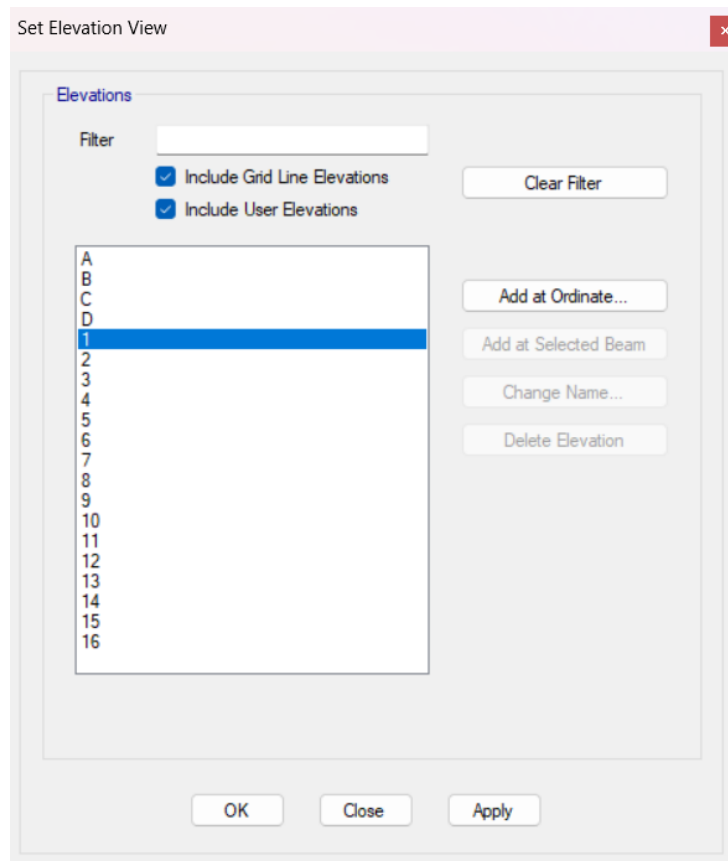 Set Elevation View
Elevations
Filter
Include Grid Line Elevations
Clear Filter
Include User Elevations
A
B
C
D
1
2
3
4
5
6
7
8
9
10
11
12
13
14
15
16
Add at Ordinate...
Add at Selected Beam
Change Name...
Delete Elevation
OK
Close
Apply